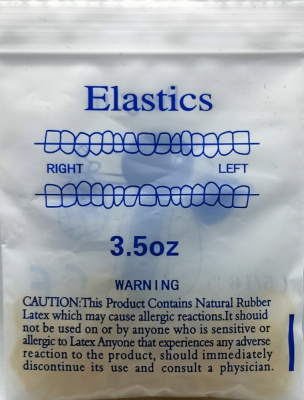 Elastics
RIGHT LEFT
3.5oz
WARNING
CAUTION:This Product Contains Natural Rubber
Latex which may cause allergic reactions.It shouid
not be used on or by anyone who is sensitive or
allergic to Latex Anyone that experiences any adverse
reaction to the product, should immediately
discontinue its use and consult a physician.